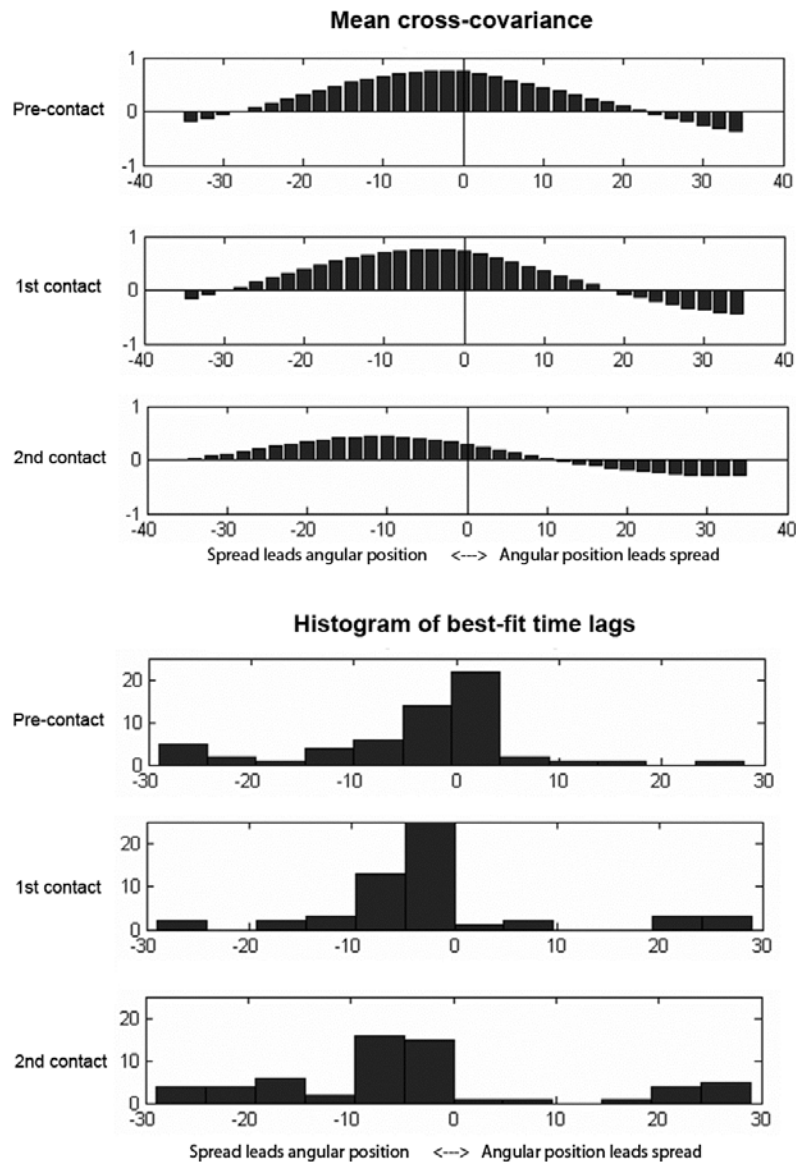 Mean cross-covariance
Pre-contact
1
0
-1
-40 -30 -20 -10 0 10 20 30 40
1st contact
1
0
-1
-40 -30 -20 -10 0 10 20 30 40
2nd contact
1
0
-1
-40 -30 -20 -10 0 10 20 30 40
Spread leads angular position <---> Angular position leads spread
Histogram of best-fit time lags
Pre-contact
20
10
0
-30 -20 -10 0 10 20 30
1st contact
20
10
0
-30 -20 -10 0 10 20 30
2nd contact
20
10
0
-30 -20 -10 0 10 20 30
Spread leads angular position <---> Angular position leads spread